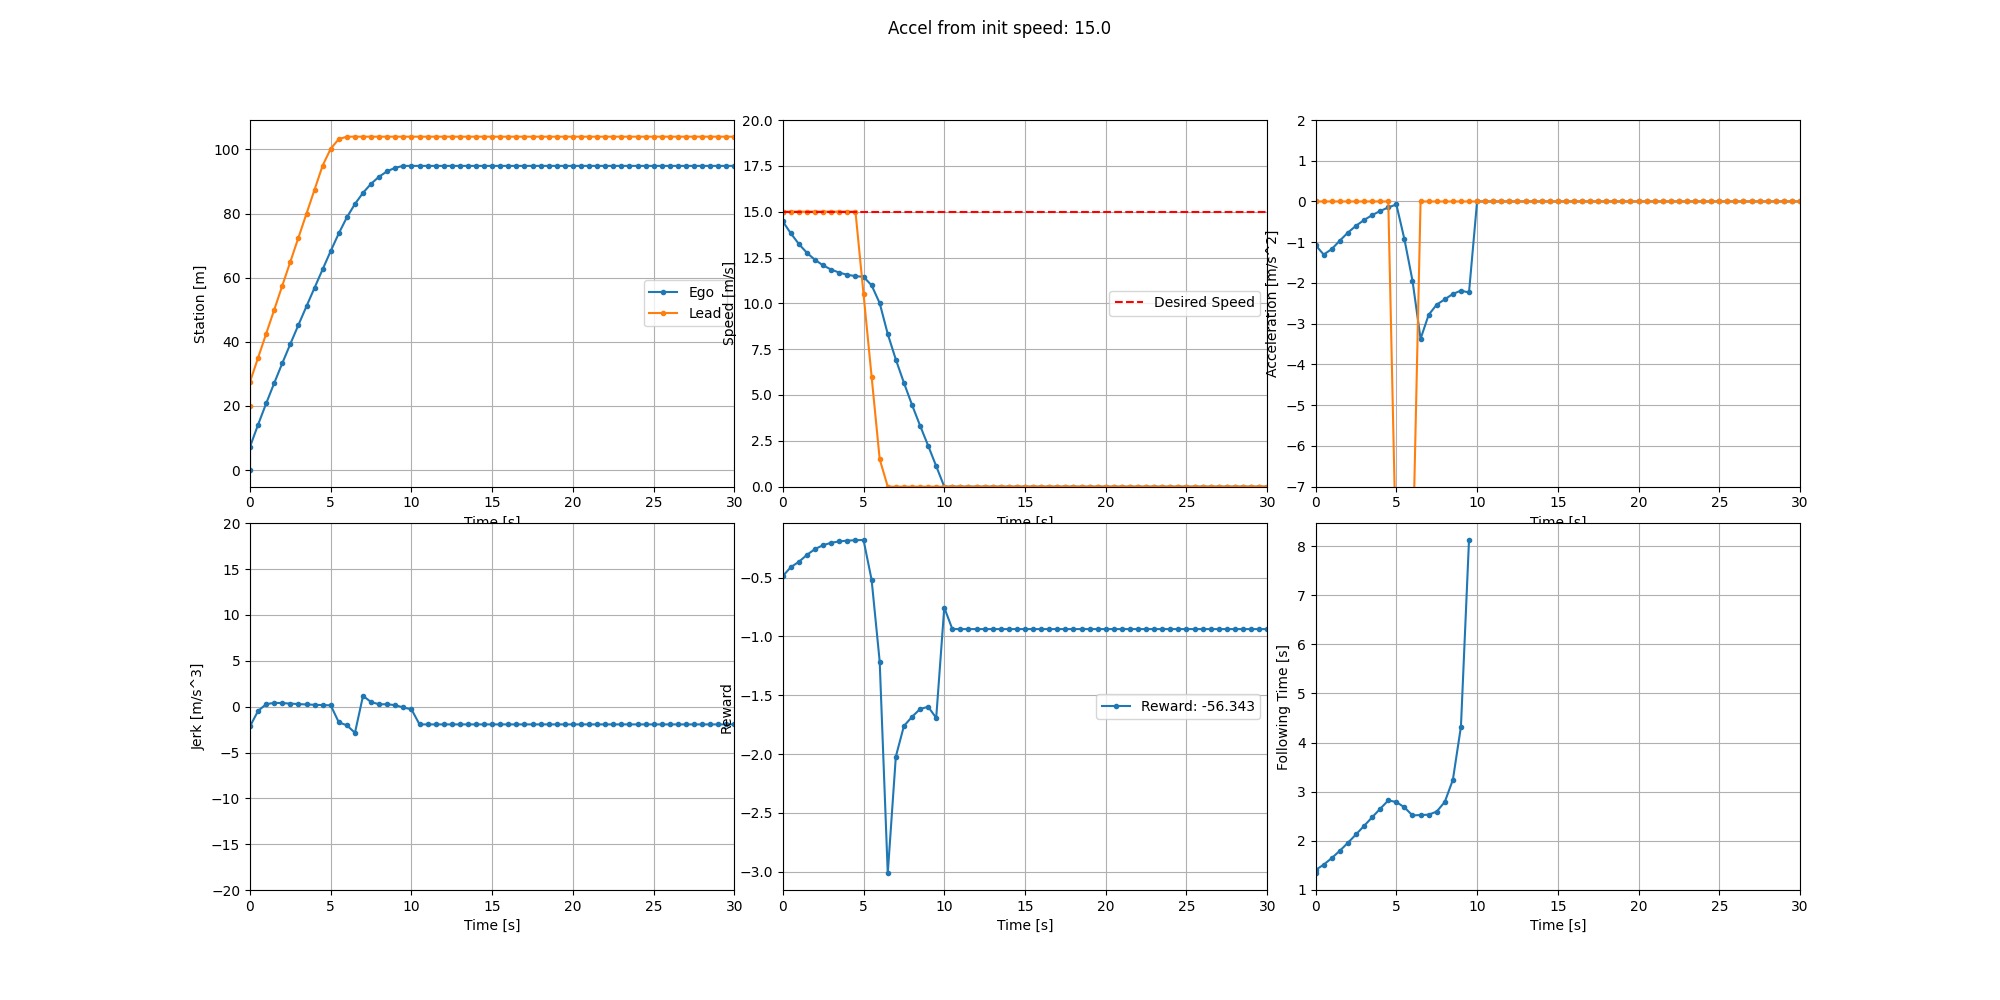 Accel from init speed: 15.0
Station [m]
100
80
60
40
20
0
0 5 10 15 20 25 30
Time [s]
Ego
Lead
Speed [m/s]
20.0
17.5
15.0
12.5
10.0
7.5
5.0
2.5
0.0
0 5 10 15 20 25 30
Time [s]
Desired Speed
Acceleration [m/s^2]
2
1
0
−1
−2
−3
−4
−5
−6
−7
0 5 10 15 20 25 30
Time [s]
Jerk [m/s^3]
20
15
10
5
0
−5
−10
−15
−20
0 5 10 15 20 25 30
Time [s]
Reward
−0.5
−1.0
−1.5
−2.0
−2.5
−3.0
0 5 10 15 20 25 30
Time [s]
Reward: -56.343
Following Time [s]
8
7
6
5
4
3
2
1
0 5 10 15 20 25 30
Time [s]